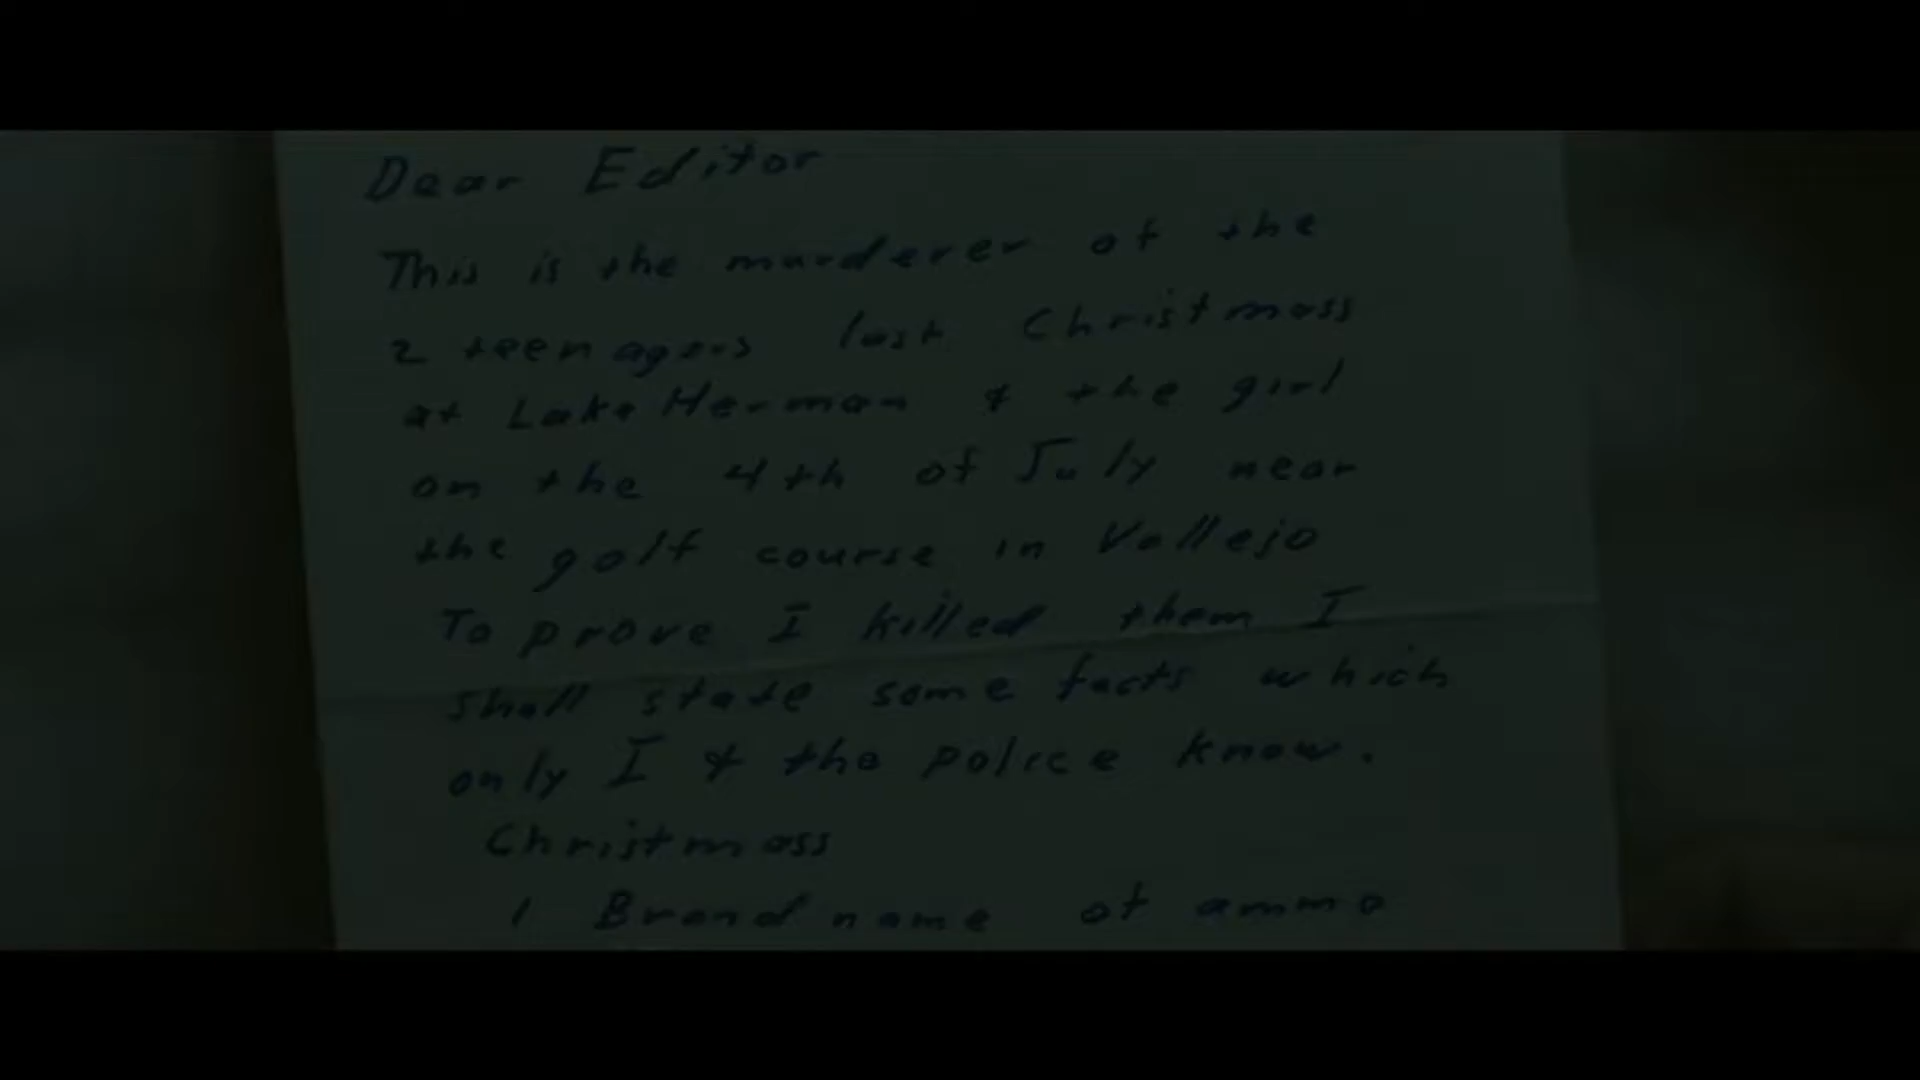 Dear Editor
This is the murderer of the
2 teenagers last Christmass
at Lake Herman & the girl
on the 4th of July near
the golf course in Vallejo
To prove I killed them I
shall state some facts which
only I & the police know.
Christmass
1 Brand name of ammo